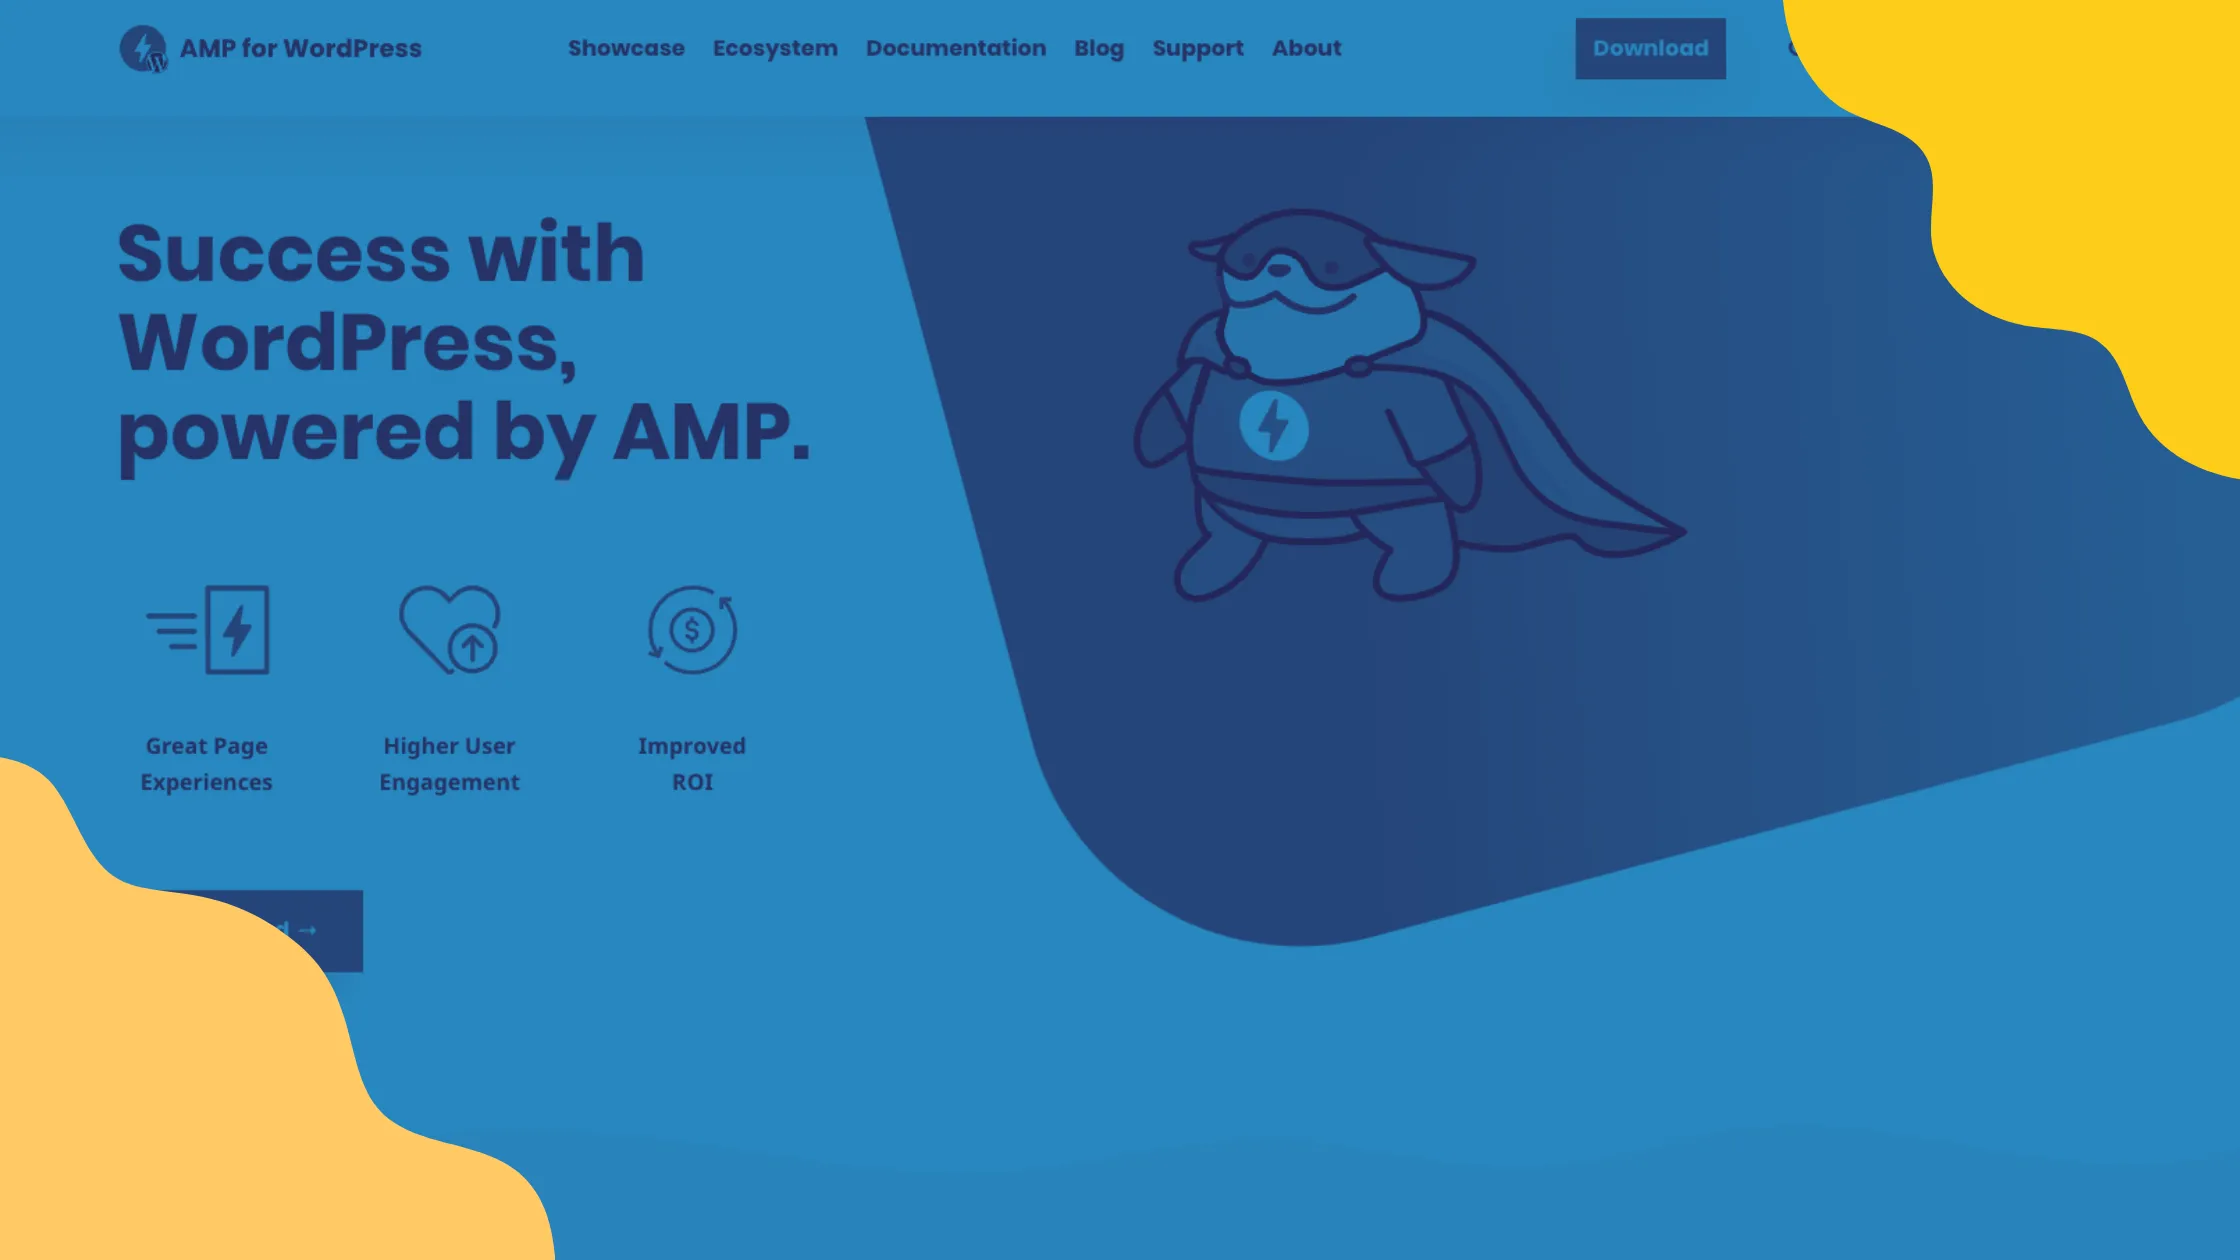 AMP for WordPress
Showcase Ecosystem Documentation Blog Support About
Download
Success with
WordPress,
powered by AMP.
Great Page
Experiences
Higher User
Engagement
Improved
ROI